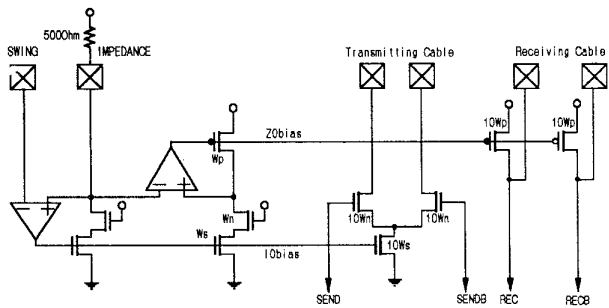 500Ohm
SWING
IMPEDANCE
Transmitting Cable
Receiving Cable
Z0bias
Wp
10Wp
10Wp
- +
- +
Wn
10Wn
10Wn
Ws
I0bias
10Ws
SEND
SENDB
REC
RECB